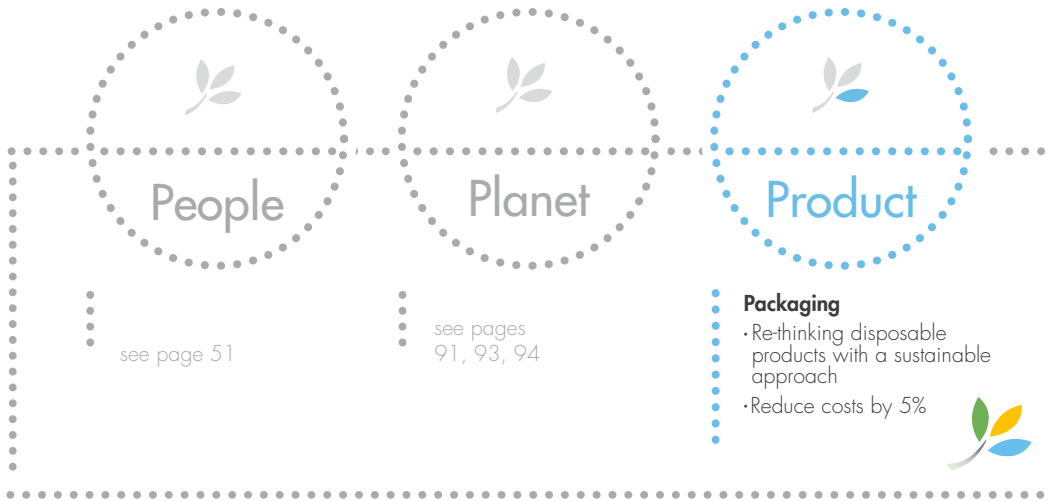 People
Planet
Product
see page 51
see pages
91, 93, 94
Packaging
· Re-thinking disposable
products with a sustainable
approach
· Reduce costs by 5%